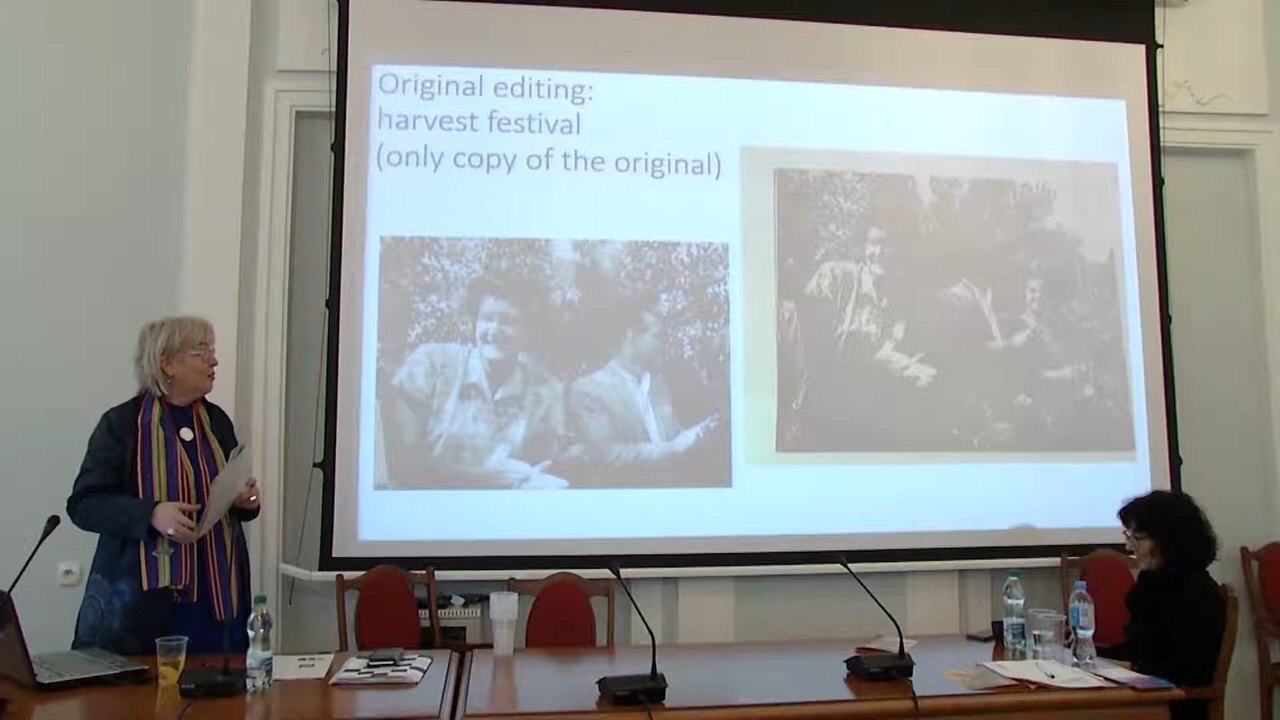 Original editing:
harvest festival
(only copy of the original)